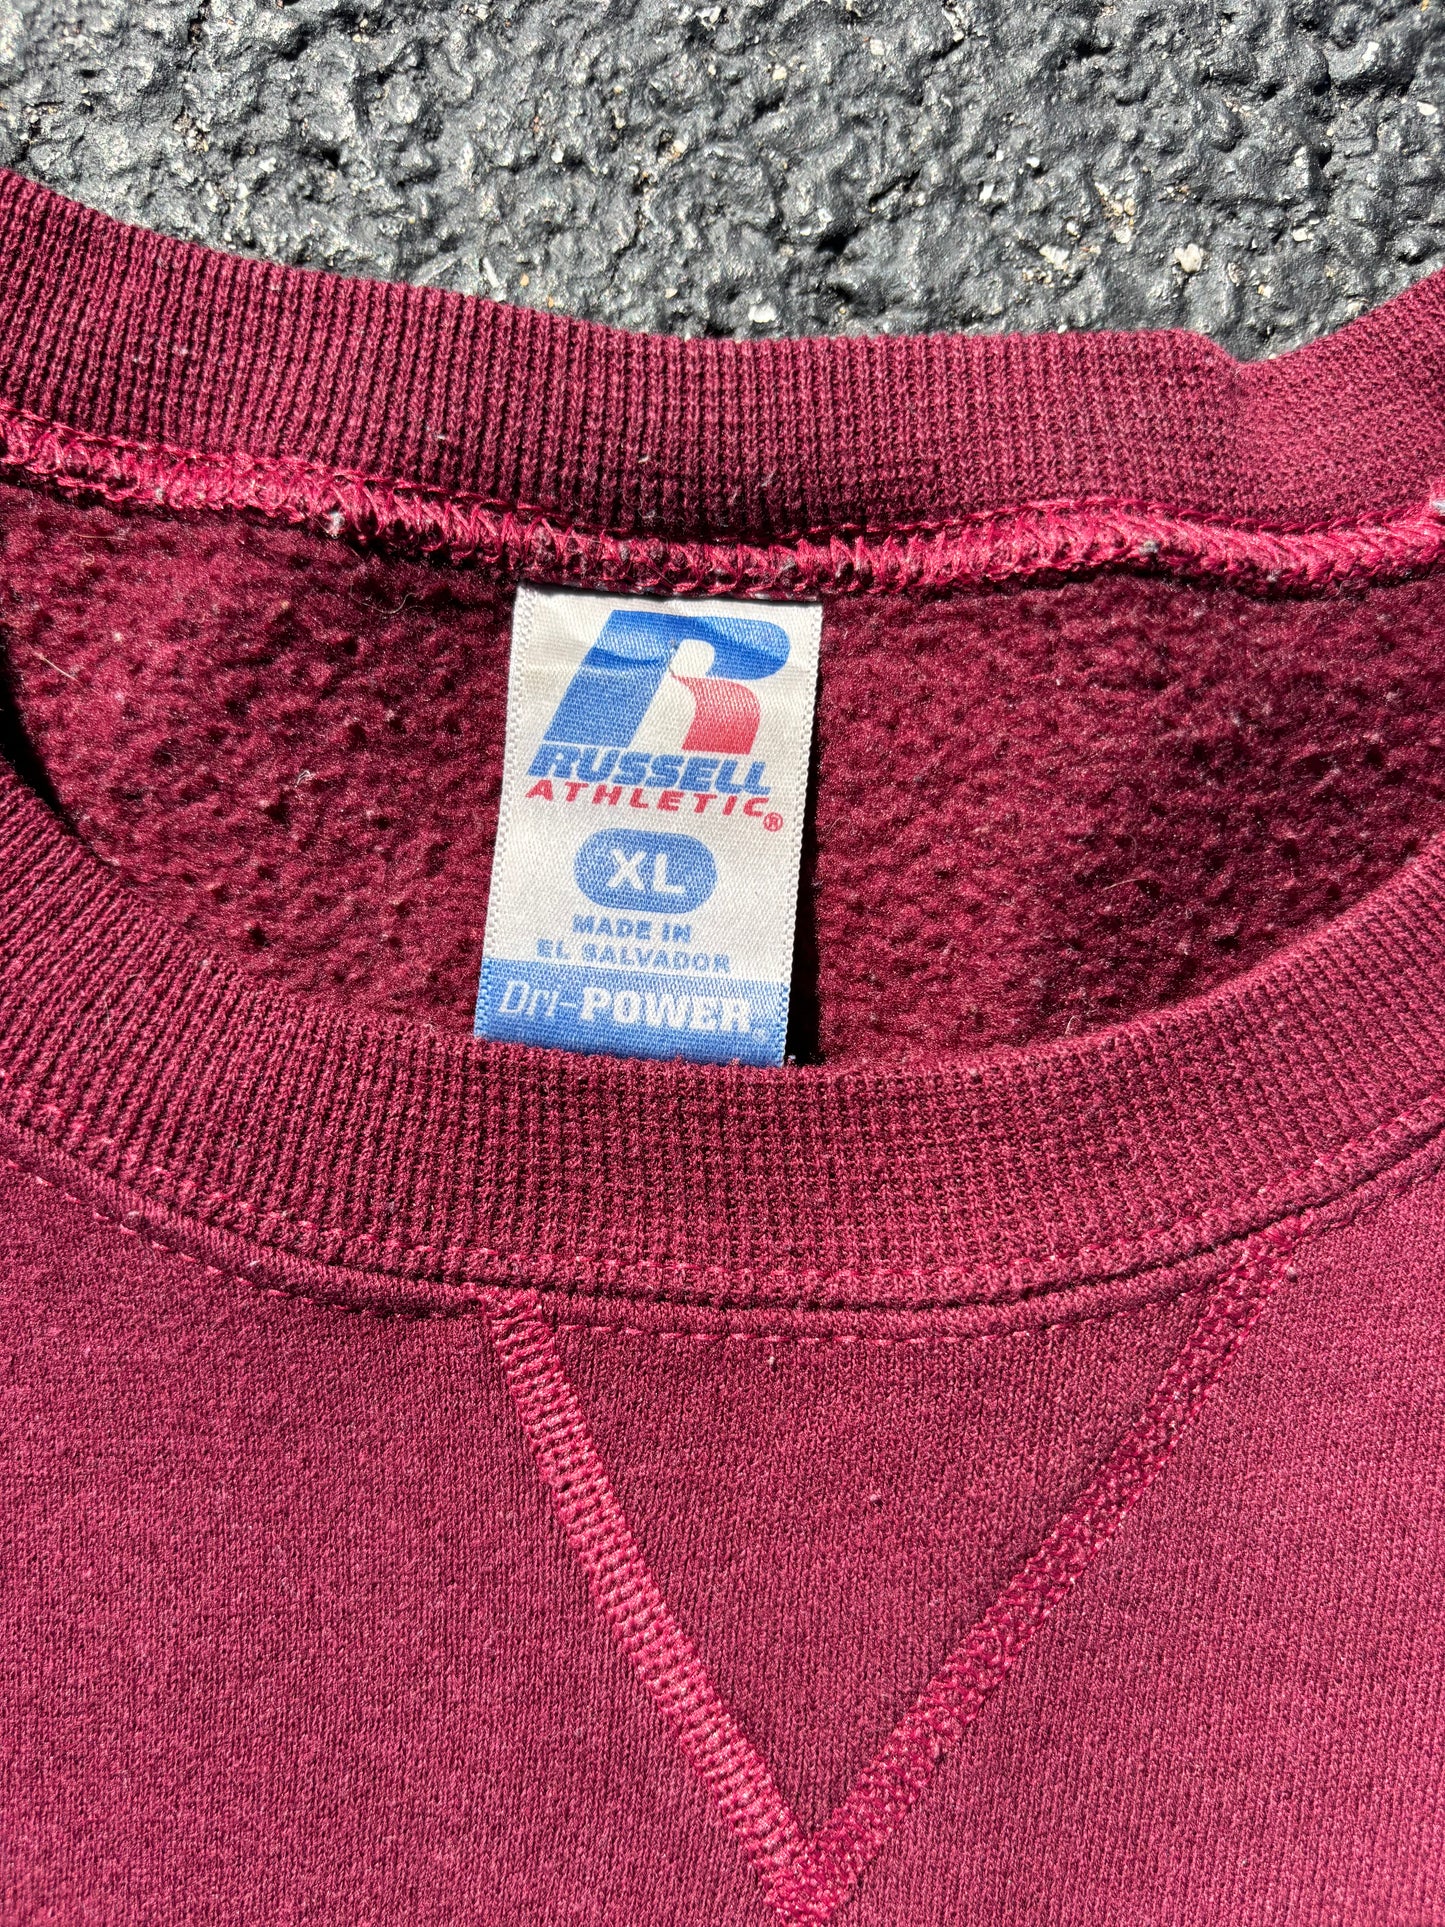 R
RUSSELL
ATHLETIC®
XL
MADE IN
EL SALVADOR
Dri-POWER®